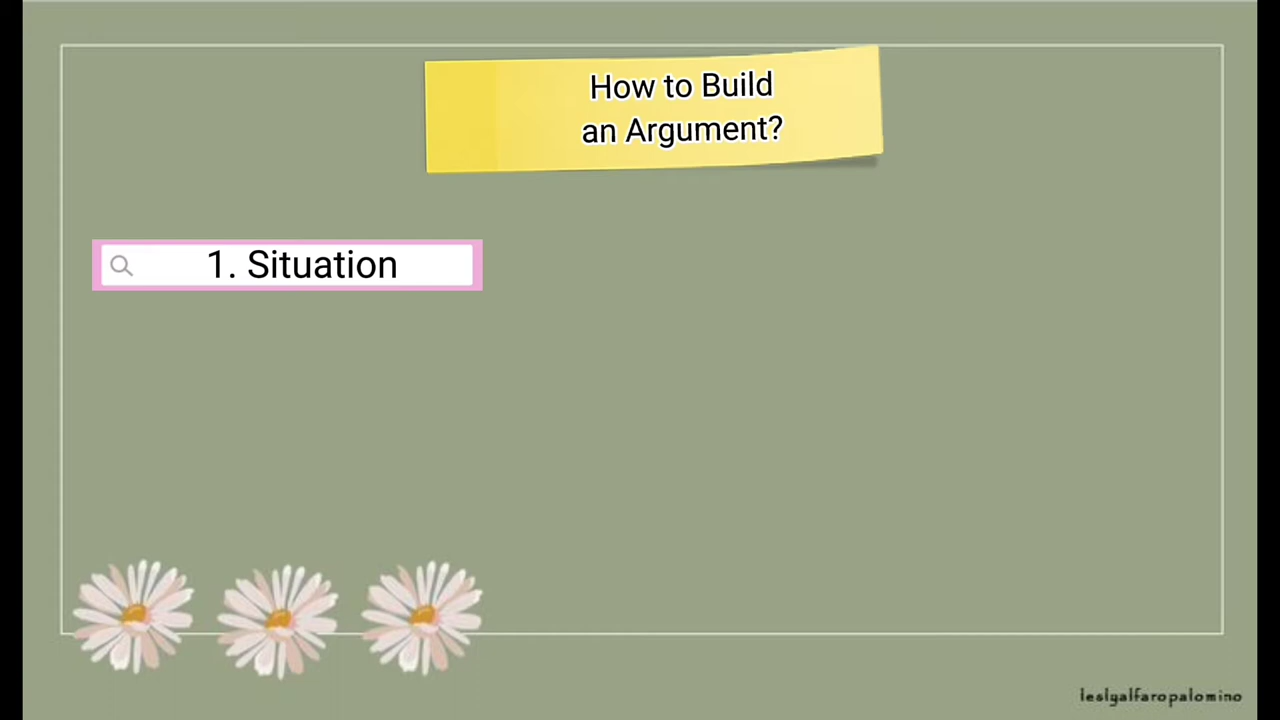 How to Build
an Argument?
1. Situation
leslyalfaropalomino